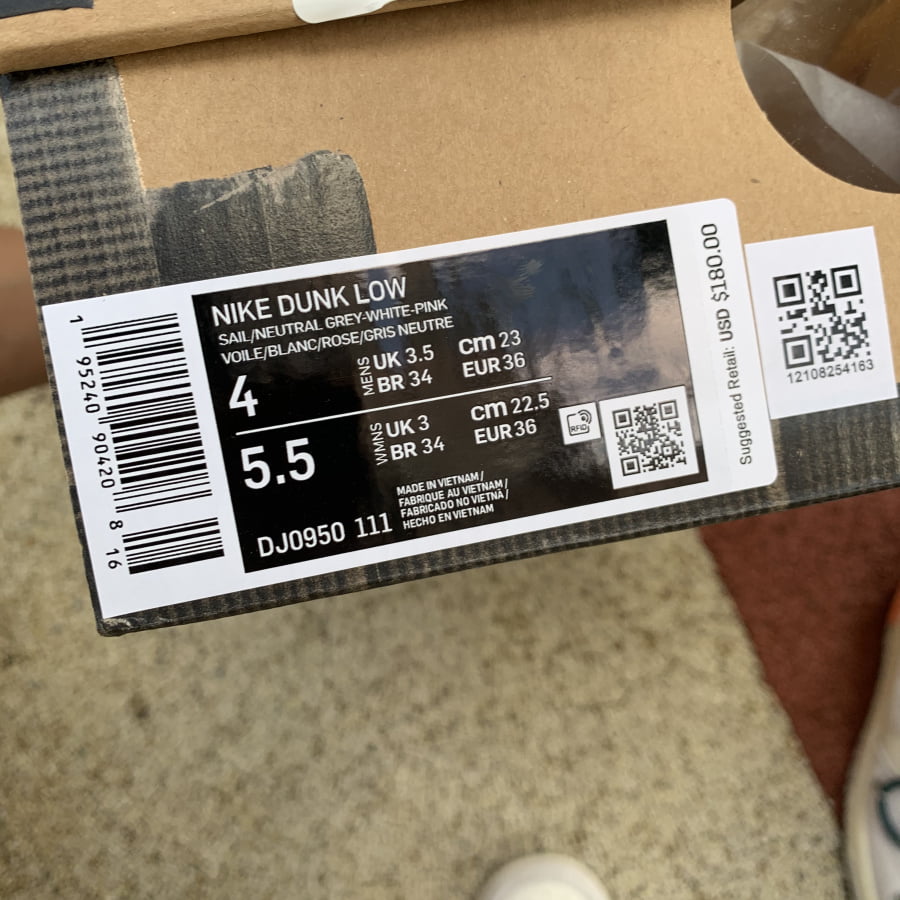 NIKE DUNK LOW
SAIL/NEUTRAL GREY-WHITE-PINK
VOILE/BLANC/ROSE/GRIS NEUTRE
4
MENS
UK 3.5
BR 34
cm 23
EUR 36
5.5
WMNS
UK 3
BR 34
cm 22.5
EUR 36
MADE IN VIETNAM /
FABRIQUE AU VIETNAM /
FABRICADO NO VIETNÃ /
HECHO EN VIETNAM
DJ0950 111
RFID
1 95240 90420 8 16
Suggested Retail: USD $180.00
12108254163